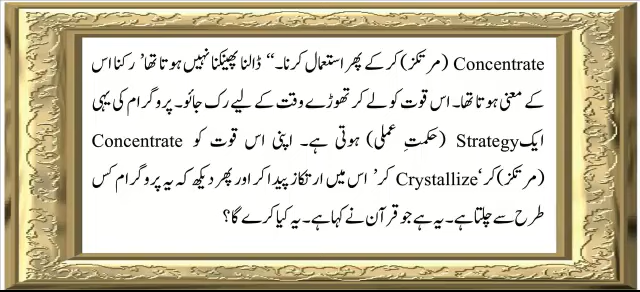 Concentrate (مرتکز) کر کے پھر استعمال کرنا۔‘‘ ڈالنا پھینکنا نہیں ہوتا تھا’ رکنا اس
کے معنی ہوتا تھا۔ اس قوت کو لے کر تھوڑے وقت کے لیے رک جائو۔ پروگرام کی یہی
ایک Strategy (حکمتِ عملی) ہوتی ہے۔ اپنی اس قوت کو Concentrate
(مرتکز) کر‘ Crystallize کر’ اس میں ارتکاز پیدا کر اور پھر دیکھ کہ یہ پروگرام کس
طرح سے چلتا ہے۔ یہ ہے جو قرآن نے کہا ہے۔ یہ کیا کرے گا؟